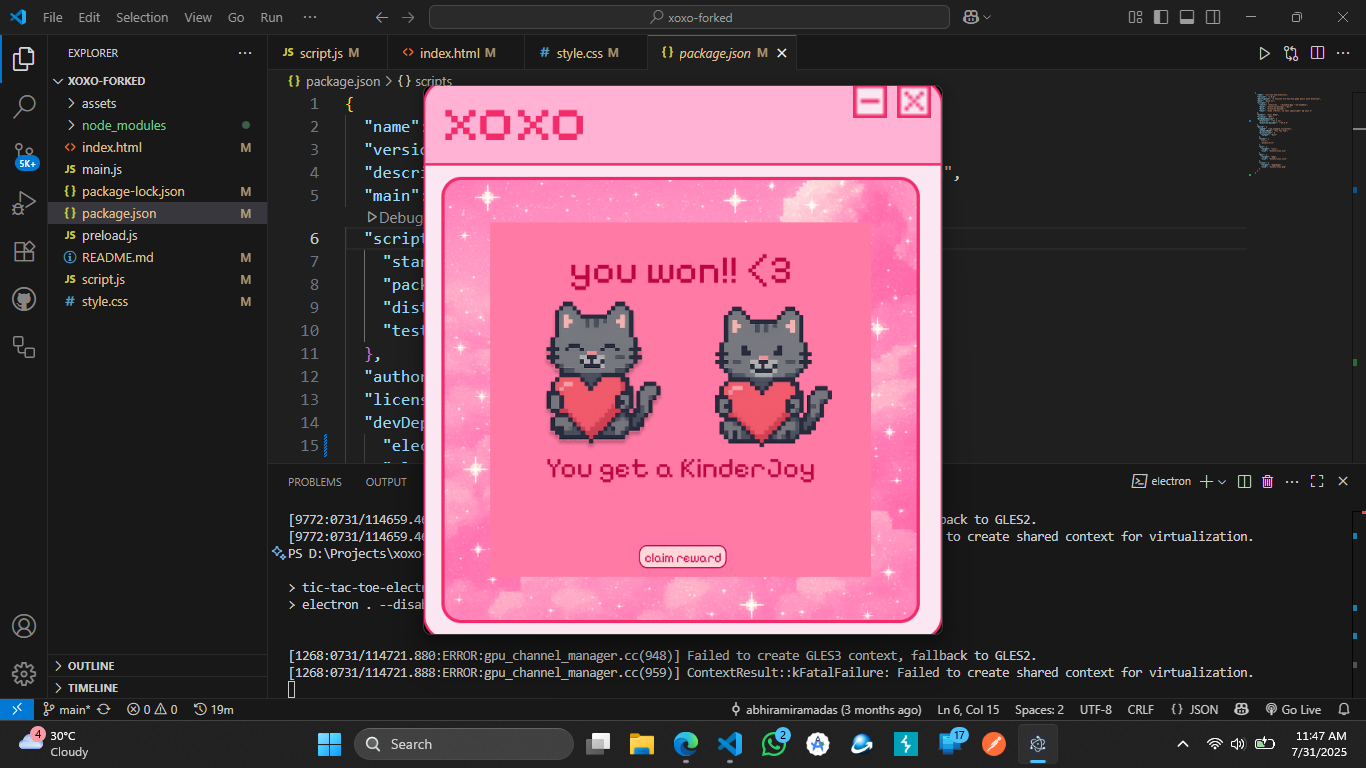 File Edit Selection View Go Run ···
xoxo-forked
EXPLORER
script.js M
index.html M
style.css M
package.json M
XOXO-FORKED
package.json > {} scripts
assets
node_modules
index.html M
main.js
package-lock.json M
package.json M
preload.js
README.md M
script.js M
style.css M
5K+
OUTLINE
TIMELINE
1 {
2 "name":
3 "versio
4 "descri ",
5 "main":
Debug
6 "script
7 "star
8 "pack
9 "dist
10 "test
11 },
12 "author
13 "licens
14 "devDep
15 "elec
xoxo
you won!! <3
You get a KinderJoy
claim reward
PROBLEMS OUTPUT
electron
[9772:0731/114659.46 back to GLES2.
[9772:0731/114659.46 to create shared context for virtualization.
PS D:\Projects\xoxo-
> tic-tac-toe-electr
> electron . --disab
[1268:0731/114721.880:ERROR:gpu_channel_manager.cc(948)] Failed to create GLES3 context, fallback to GLES2.
[1268:0731/114721.888:ERROR:gpu_channel_manager.cc(959)] ContextResult::kFatalFailure: Failed to create shared context for virtualization.
main* 0 0 19m
abhiramiramadas (3 months ago) Ln 6, Col 15 Spaces: 2 UTF-8 CRLF {} JSON Go Live
4
30°C
Cloudy
Search
2
17
11:47 AM
7/31/2025